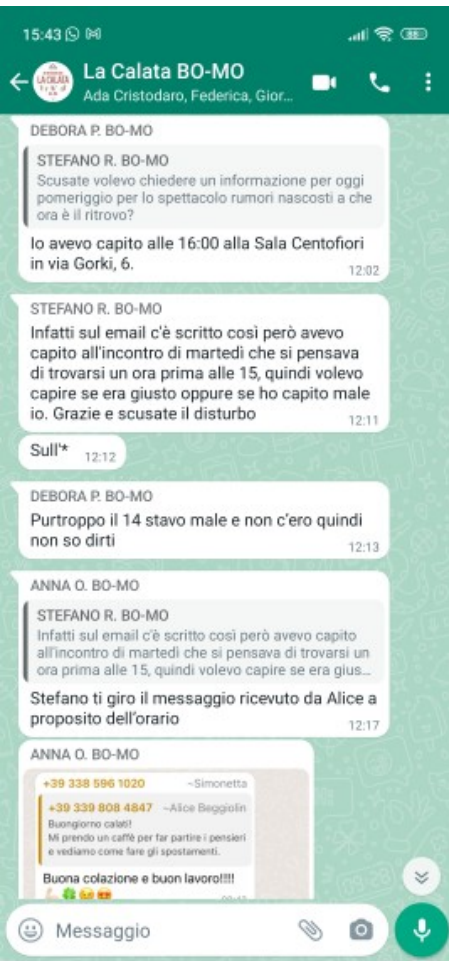 15:43
88
La Calata BO-MO
Ada Cristodaro, Federica, Gior...
DEBORA P. BO-MO
STEFANO R. BO-MO
Scusate volevo chiedere un informazione per oggi
pomeriggio per lo spettacolo rumori nascosti a che
ora è il ritrovo?
Io avevo capito alle 16:00 alla Sala Centofiori
in via Gorki, 6.
12:02
STEFANO R. BO-MO
Infatti sul email c'è scritto così però avevo
capito all'incontro di martedì che si pensava
di trovarsi un ora prima alle 15, quindi volevo
capire se era giusto oppure se ho capito male
io. Grazie e scusate il disturbo
12:11
Sull'*
12:12
DEBORA P. BO-MO
Purtroppo il 14 stavo male e non c'ero quindi
non so dirti
12:13
ANNA O. BO-MO
STEFANO R. BO-MO
Infatti sul email c'è scritto così però avevo capito
all'incontro di martedì che si pensava di trovarsi un
ora prima alle 15, quindi volevo capire se era gius...
Stefano ti giro il messaggio ricevuto da Alice a
proposito dell'orario
12:17
ANNA O. BO-MO
+39 338 596 1020 ~Simonetta
+39 339 808 4847 ~Alice Beggiolin
Buongiorno calati!
Mi prendo un caffè per far partire i pensieri
e vediamo come fare gli spostamenti.
Buona colazione e buon lavoro!!!!
💪🍀😉😍
Messaggio